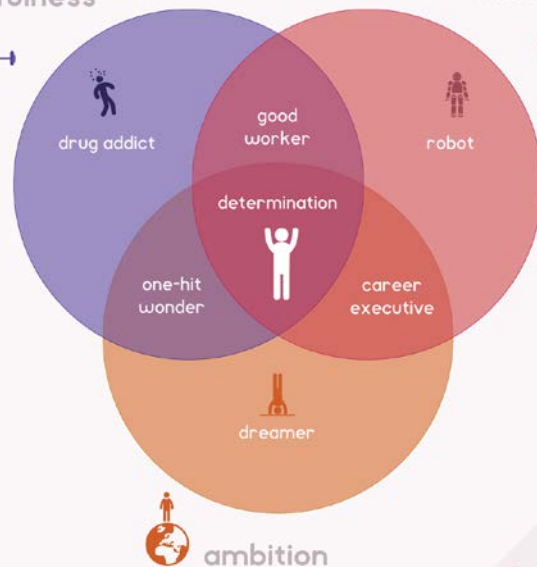 drug addict
good
worker
robot
determination
one-hit
wonder
career
executive
dreamer
ambition